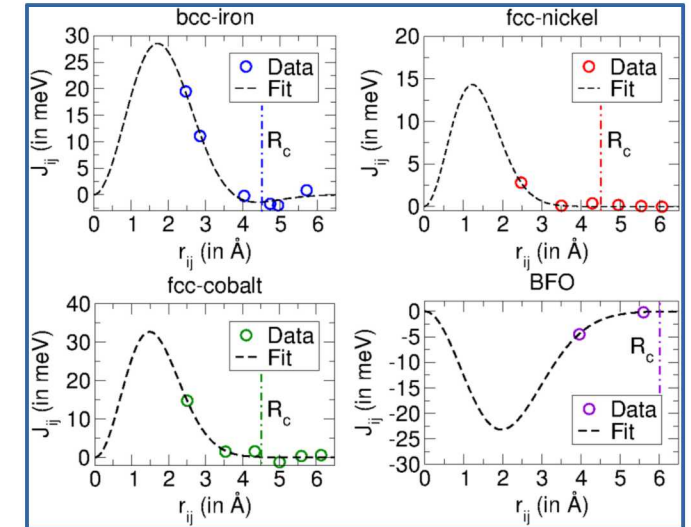 bcc-iron
30
25
20
15
10
5
0
J_ij (in meV)
Data
Fit
R_c
0 1 2 3 4 5 6
r_ij (in Å)
fcc-nickel
20
15
10
5
0
J_ij (in meV)
Data
Fit
R_c
0 1 2 3 4 5 6
r_ij (in Å)
fcc-cobalt
40
30
20
10
0
J_ij (in meV)
Data
Fit
R_c
0 1 2 3 4 5 6
r_ij (in Å)
BFO
0
-5
-10
-15
-20
-25
-30
J_ij (in meV)
R_c
Data
Fit
0 1 2 3 4 5 6
r_ij (in Å)